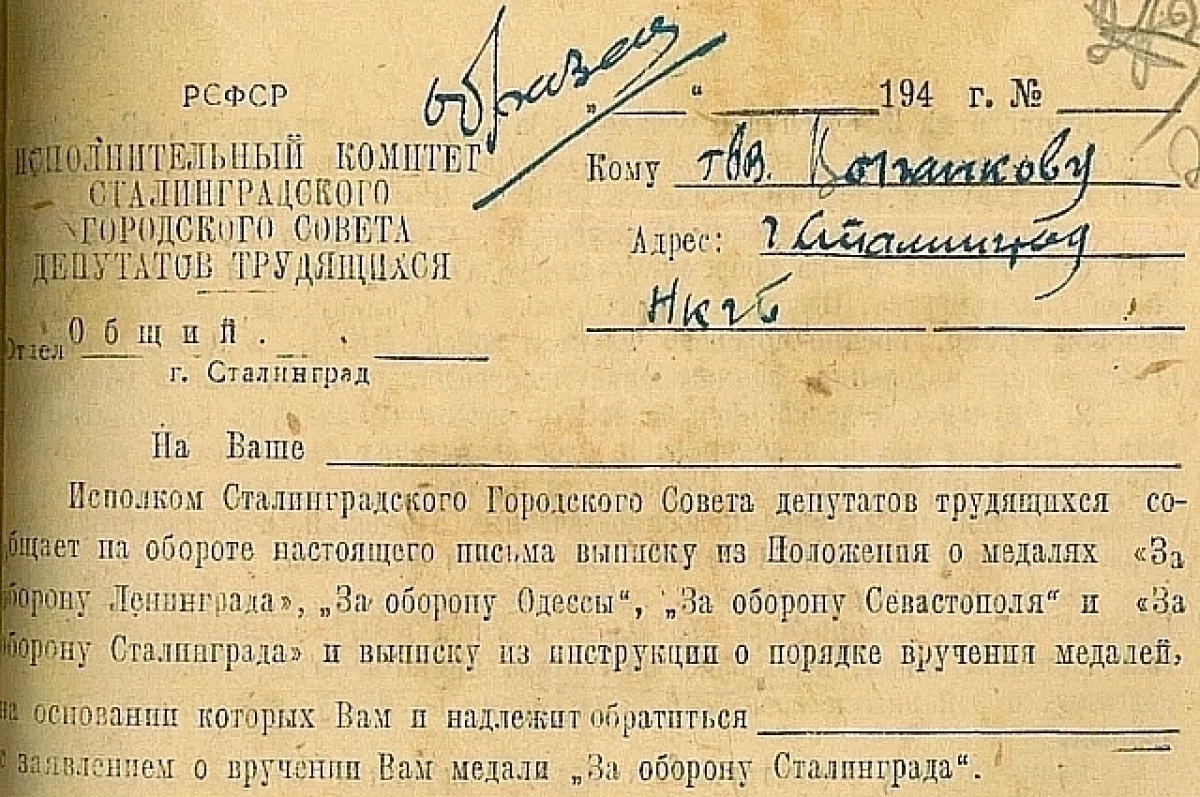 образец
РСФСР
ИСПОЛНИТЕЛЬНЫЙ КОМИТЕТ
СТАЛИНГРАДСКОГО
ГОРОДСКОГО СОВЕТА
ДЕПУТАТОВ ТРУДЯЩИХСЯ
Отдел Общий.
г. Сталинград
„ “ 194 г. №
Кому тов.
Адрес: г Сталинград
НКГБ
На Ваше
Исполком Сталинградского Городского Совета депутатов трудящихся со-
общает на обороте настоящего письма выписку из Положения о медалях «За
оборону Ленинграда», „За оборону Одессы“, „За оборону Севастополя“ и «За
оборону Сталинграда» и выписку из инструкции о порядке вручения медалей,
на основании которых Вам и надлежит обратиться
с заявлением о вручении Вам медали „За оборону Сталинграда“.